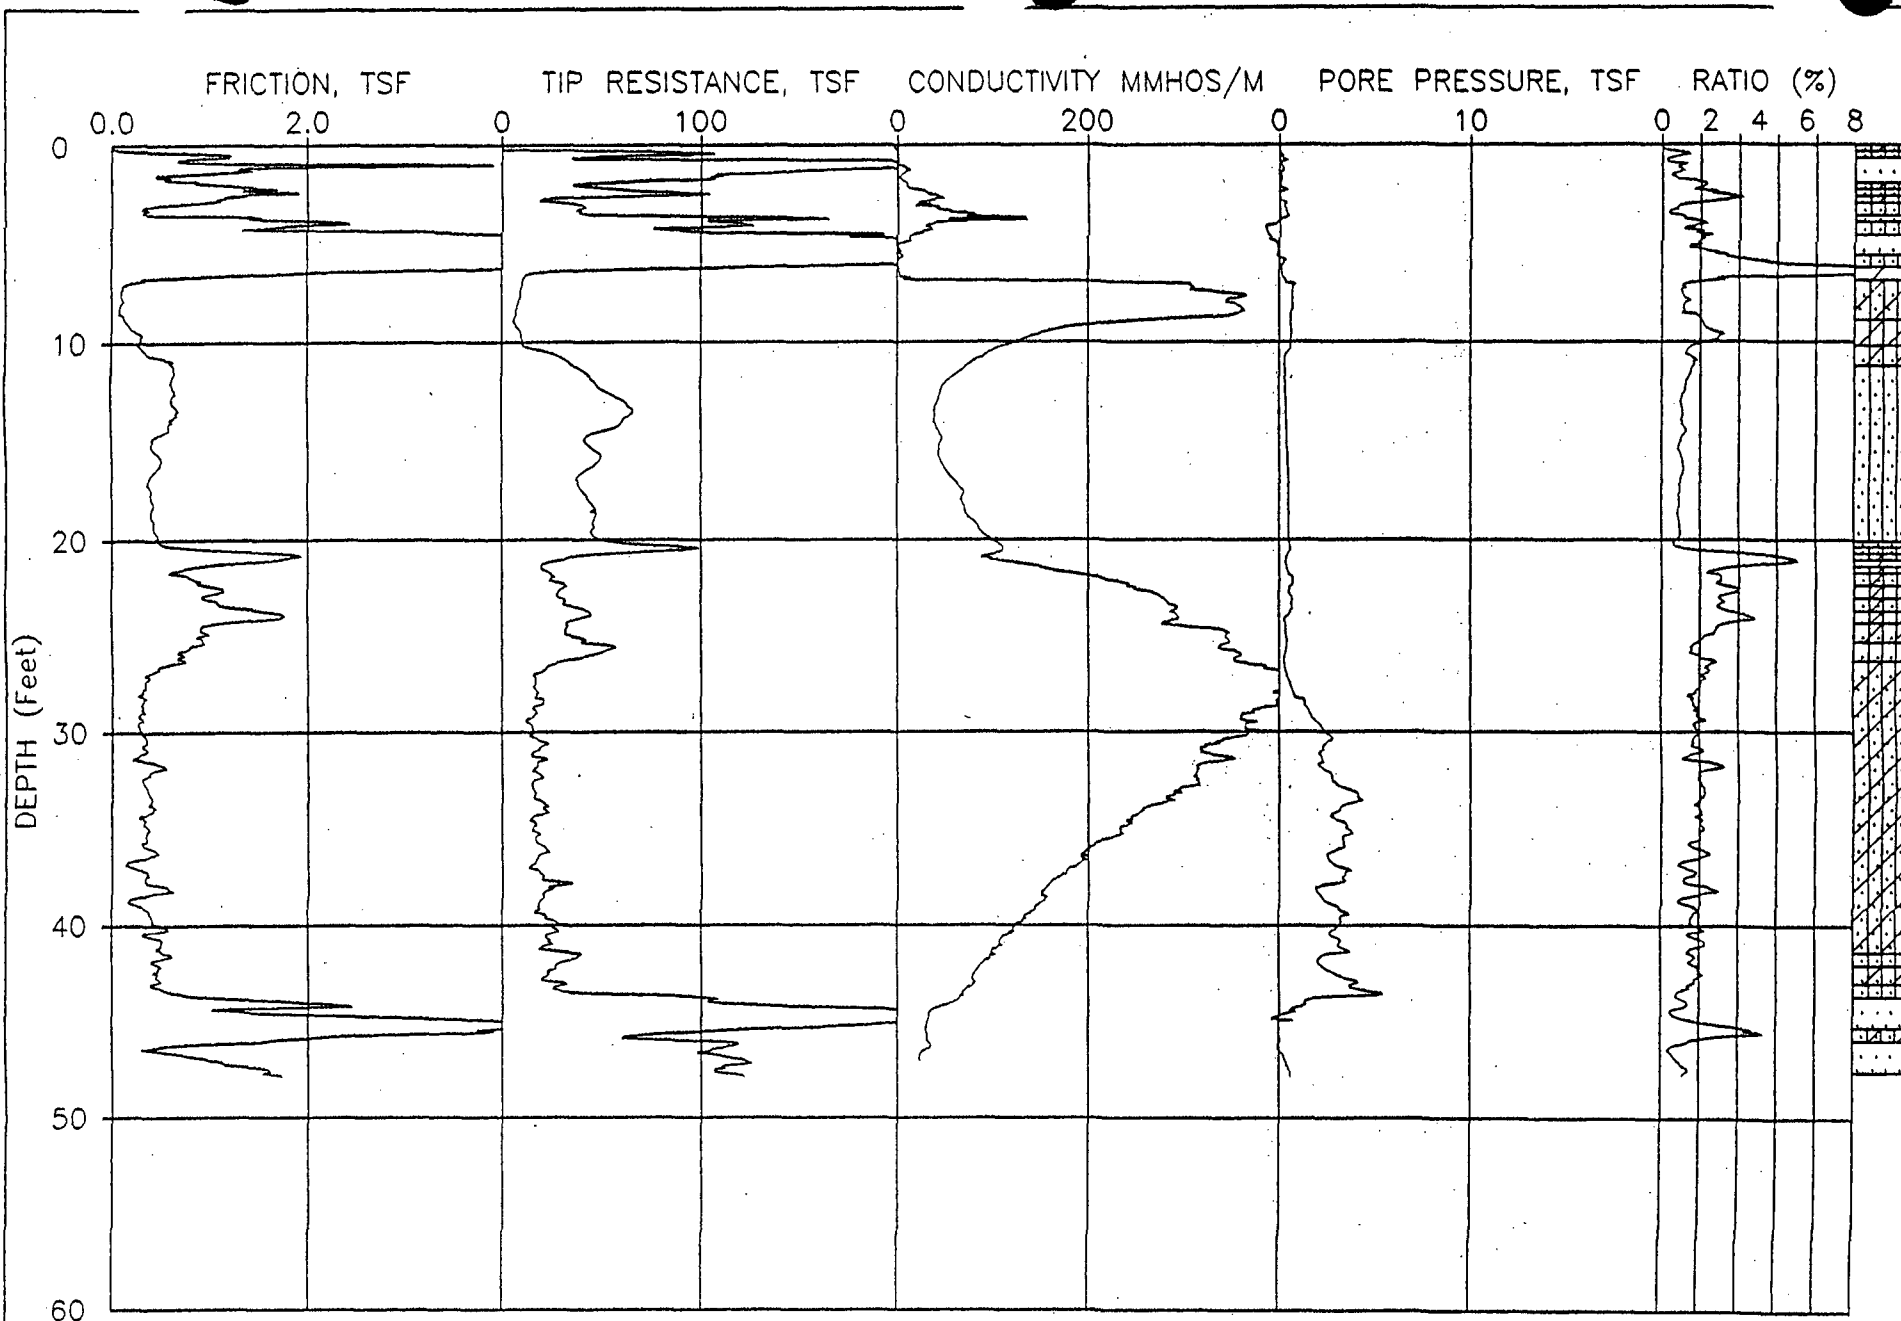 FRICTION, TSF TIP RESISTANCE, TSF CONDUCTIVITY MMHOS/M PORE PRESSURE, TSF RATIO (%)
0.0 2.0 0 100 0 200 0 10 0 2 4 6 8
0
10
20
DEPTH (Feet)
30
40
50
60